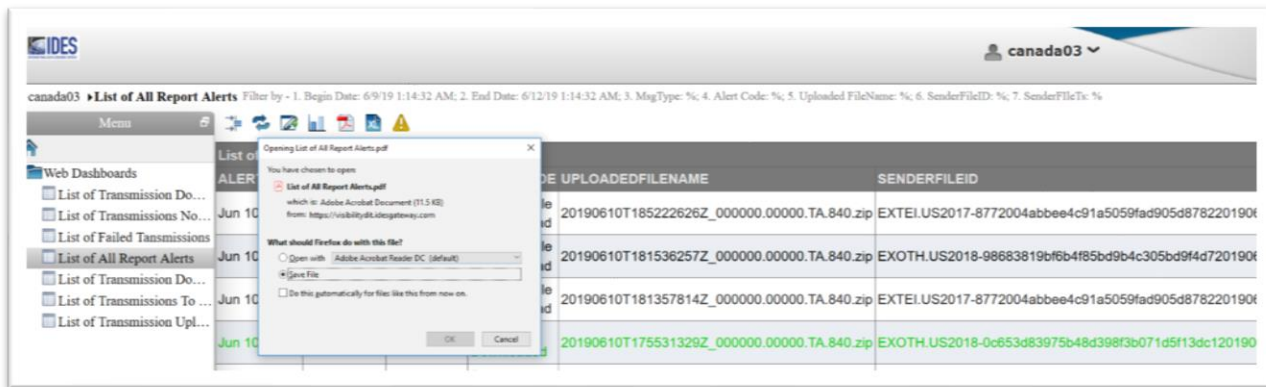 IDES
canada03
canada03 ▸List of All Report Alerts Filter by - 1. Begin Date: 6/9/19 1:14:32 AM; 2. End Date: 6/12/19 1:14:32 AM; 3. MsgType: %; 4. Alert Code: %; 5. Uploaded FileName: %; 6. SenderFileID: %; 7. SenderFIleTs: %
Menu
Web Dashboards
List of Transmission Do...
List of Transmissions No...
List of Failed Tansmissions
List of All Report Alerts
List of Transmission Do...
List of Transmissions To ...
List of Transmission Upl...
List of
ALERT
DE UPLOADEDFILENAME SENDERFILEID
Jun 10 20190610T185222626Z_000000.00000.TA.840.zip EXTEI.US2017-8772004abbee4c91a5059fad905d878220190
Jun 10 20190610T181536257Z_000000.00000.TA.840.zip EXOTH.US2018-98683819bf6b4f85bd9b4c305bd9f4d7201906
Jun 10 20190610T181357814Z_000000.00000.TA.840.zip EXTEI.US2017-8772004abbee4c91a5059fad905d878220190
Jun 10 20190610T175531329Z_000000.00000.TA.840.zip EXOTH.US2018-0c653d83975b48d398f3b071d5f13dc120190
Opening List of All Report Alerts.pdf
You have chosen to open:
List of All Report Alerts.pdf
which is: Adobe Acrobat Document (11.5 KB)
from: https://visibilitydit.idesgateway.com
What should Firefox do with this file?
Open with Adobe Acrobat Reader DC (default)
Save File
Do this automatically for files like this from now on.
OK Cancel